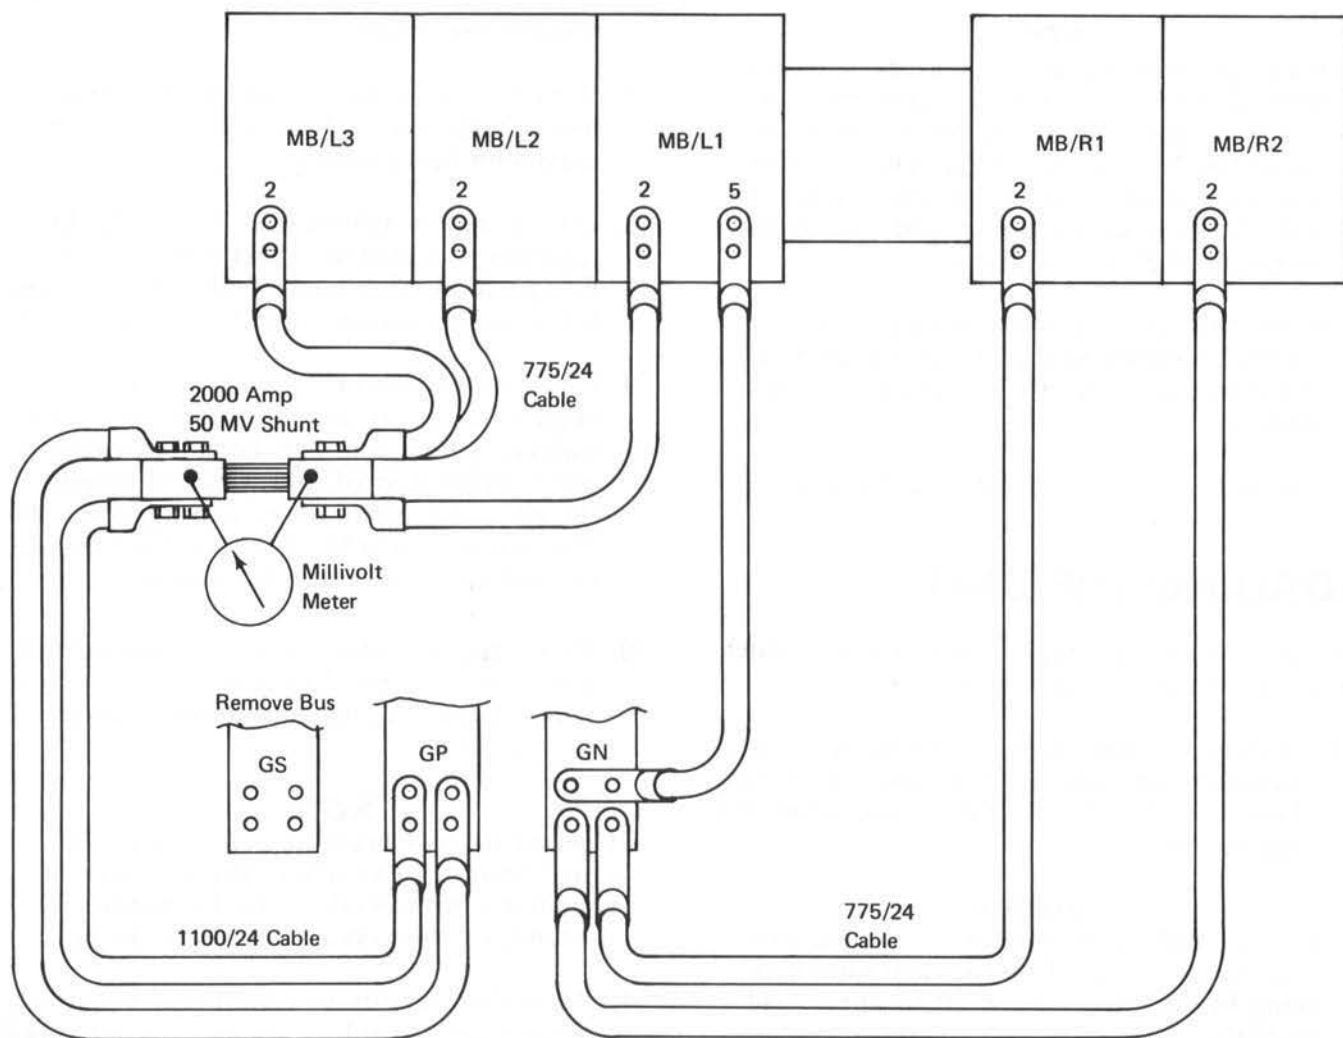 MB/L3
MB/L2
MB/L1
MB/R1
MB/R2
2
2
2
5
2
2
775/24
Cable
2000 Amp
50 MV Shunt
Millivolt
Meter
Remove Bus
GS
GP
GN
1100/24 Cable
775/24
Cable